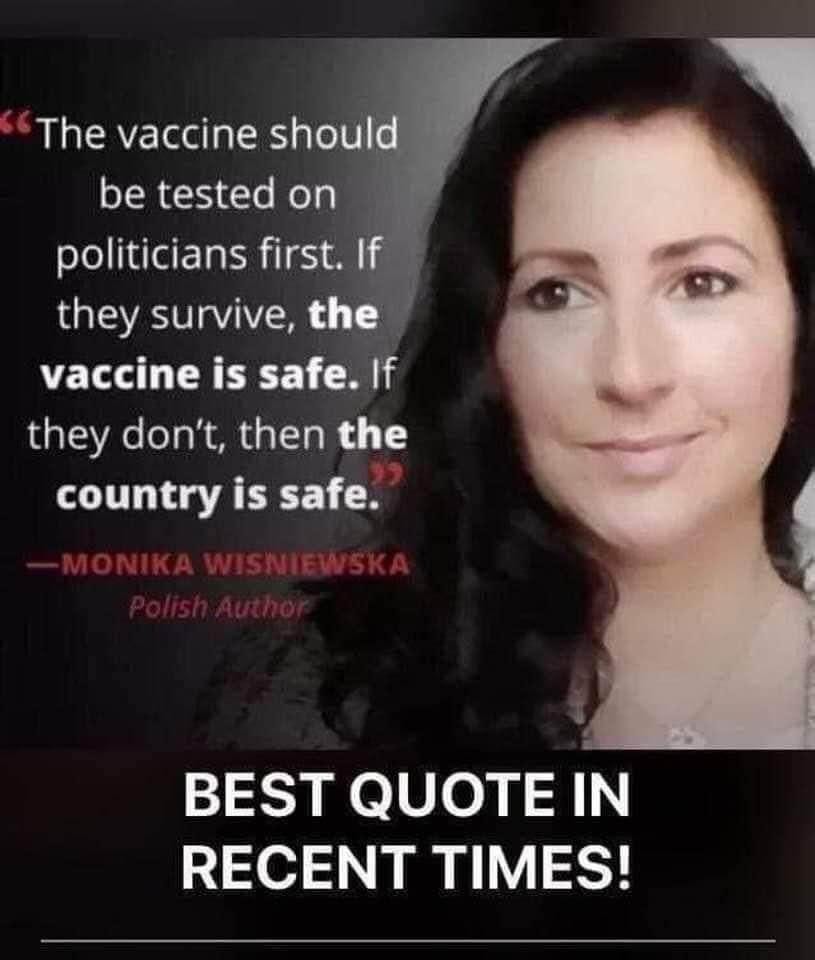 “The vaccine should
be tested on
politicians first. If
they survive, the
vaccine is safe. If
they don't, then the
country is safe.”
—MONIKA WISNIEWSKA
Polish Author
BEST QUOTE IN
RECENT TIMES!